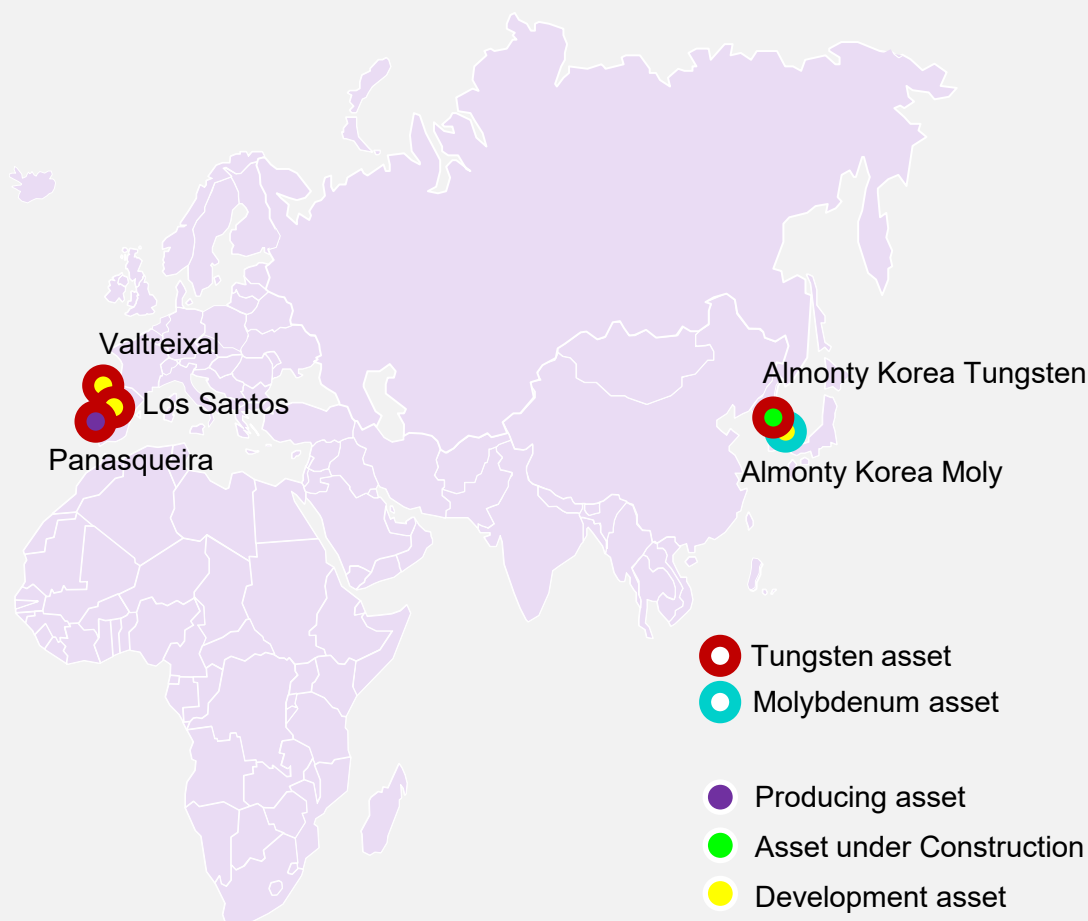 Valtreixal
Almonty Korea Tungsten
Los Santos
Panasqueira
Almonty Korea Moly
Tungsten asset
Molybdenum asset
Producing asset
Asset under Construction
Development asset